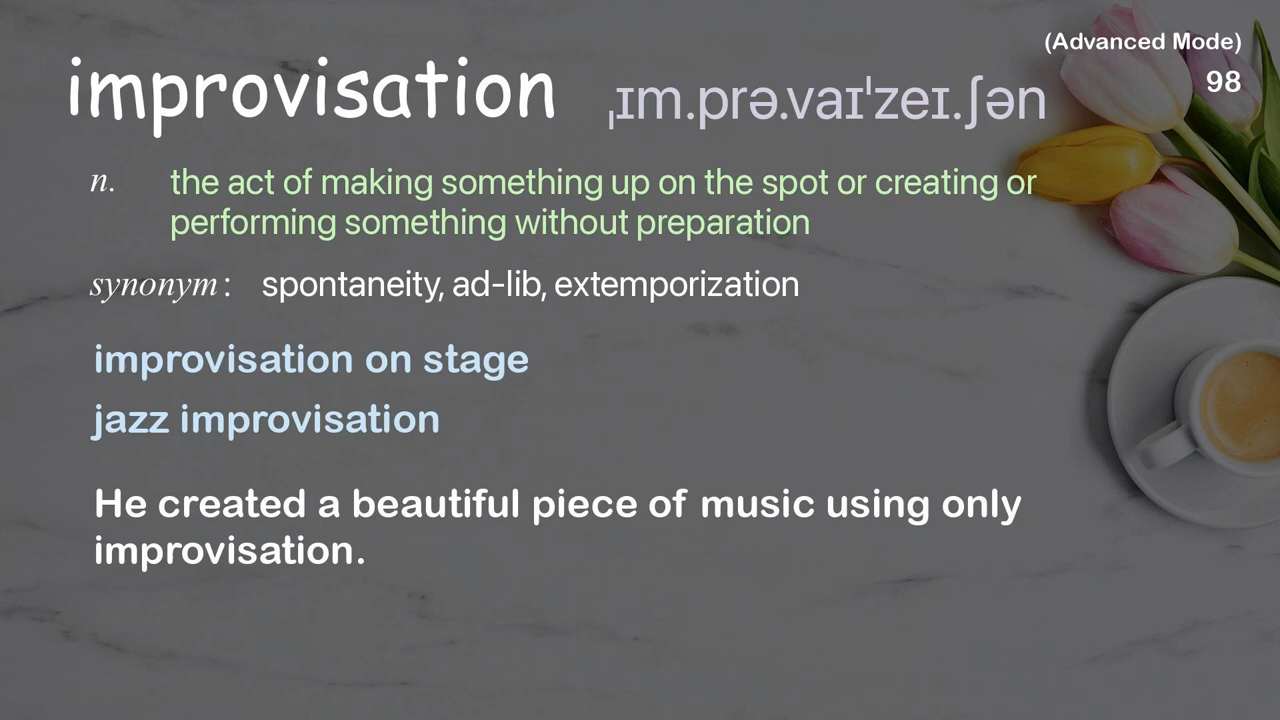 (Advanced Mode)
98
improvisation ˌɪm.prə.vaɪˈzeɪ.ʃən
n. the act of making something up on the spot or creating or
performing something without preparation
synonym : spontaneity, ad-lib, extemporization
improvisation on stage
jazz improvisation
He created a beautiful piece of music using only
improvisation.